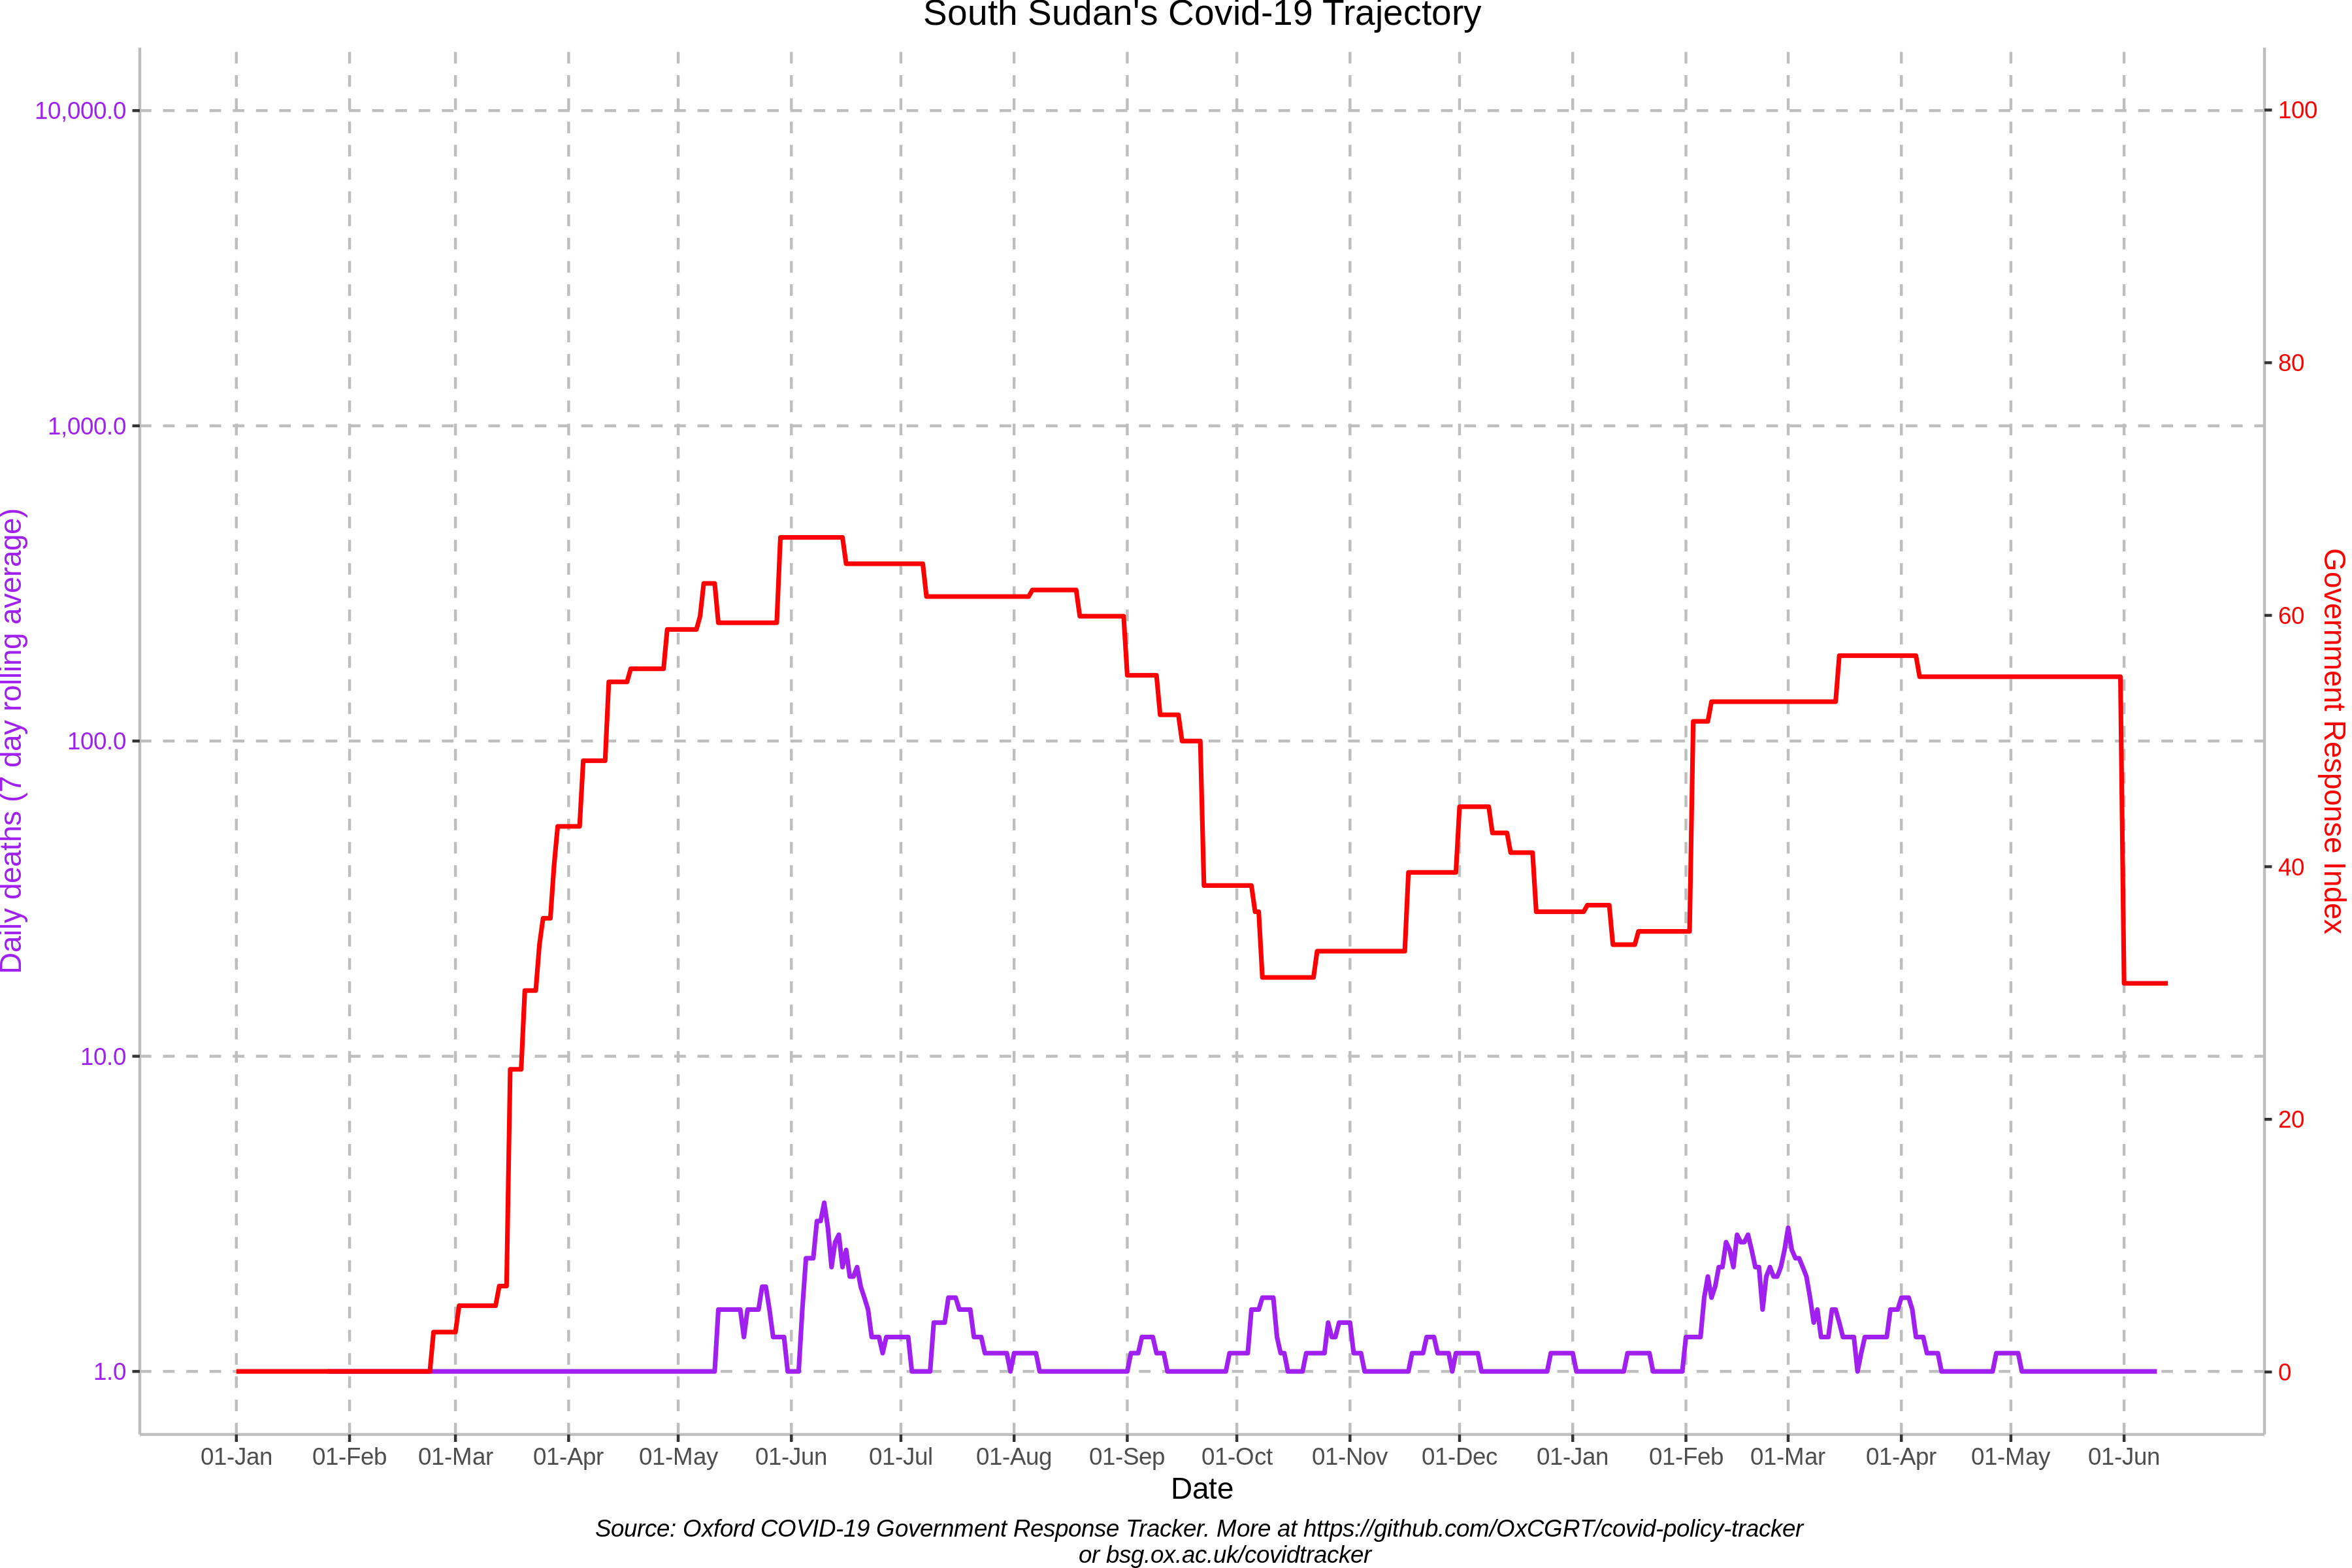 South Sudan's Covid-19 Trajectory
10,000.0
1,000.0
100.0
10.0
1.0
Daily deaths (7 day rolling average)
100
80
60
40
20
0
Government Response Index
01-Jan 01-Feb 01-Mar 01-Apr 01-May 01-Jun 01-Jul 01-Aug 01-Sep 01-Oct 01-Nov 01-Dec 01-Jan 01-Feb 01-Mar 01-Apr 01-May 01-Jun
Date
Source: Oxford COVID-19 Government Response Tracker. More at https://github.com/OxCGRT/covid-policy-tracker
or bsg.ox.ac.uk/covidtracker